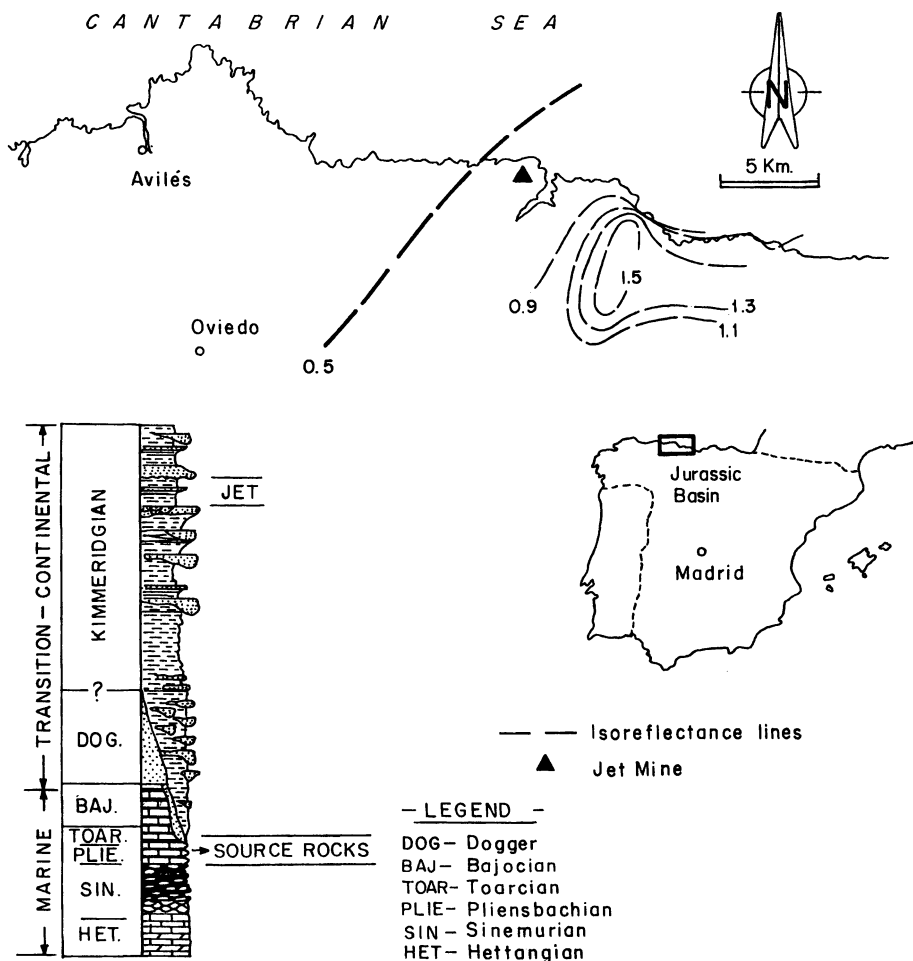 CANTABRIAN SEA
N
5 Km.
Avilés
Oviedo
0.5
0.9
1.5
1.3
1.1
TRANSITION – CONTINENTAL
MARINE
KIMMERIDGIAN
?
DOG.
BAJ.
TOAR.
PLIE.
SIN.
HET.
JET
SOURCE ROCKS
Jurassic
Basin
Madrid
Isoreflectance lines
Jet Mine
– LEGEND –
DOG– Dogger
BAJ– Bajocian
TOAR– Toarcian
PLIE– Pliensbachian
SIN– Sinemurian
HET– Hettangian